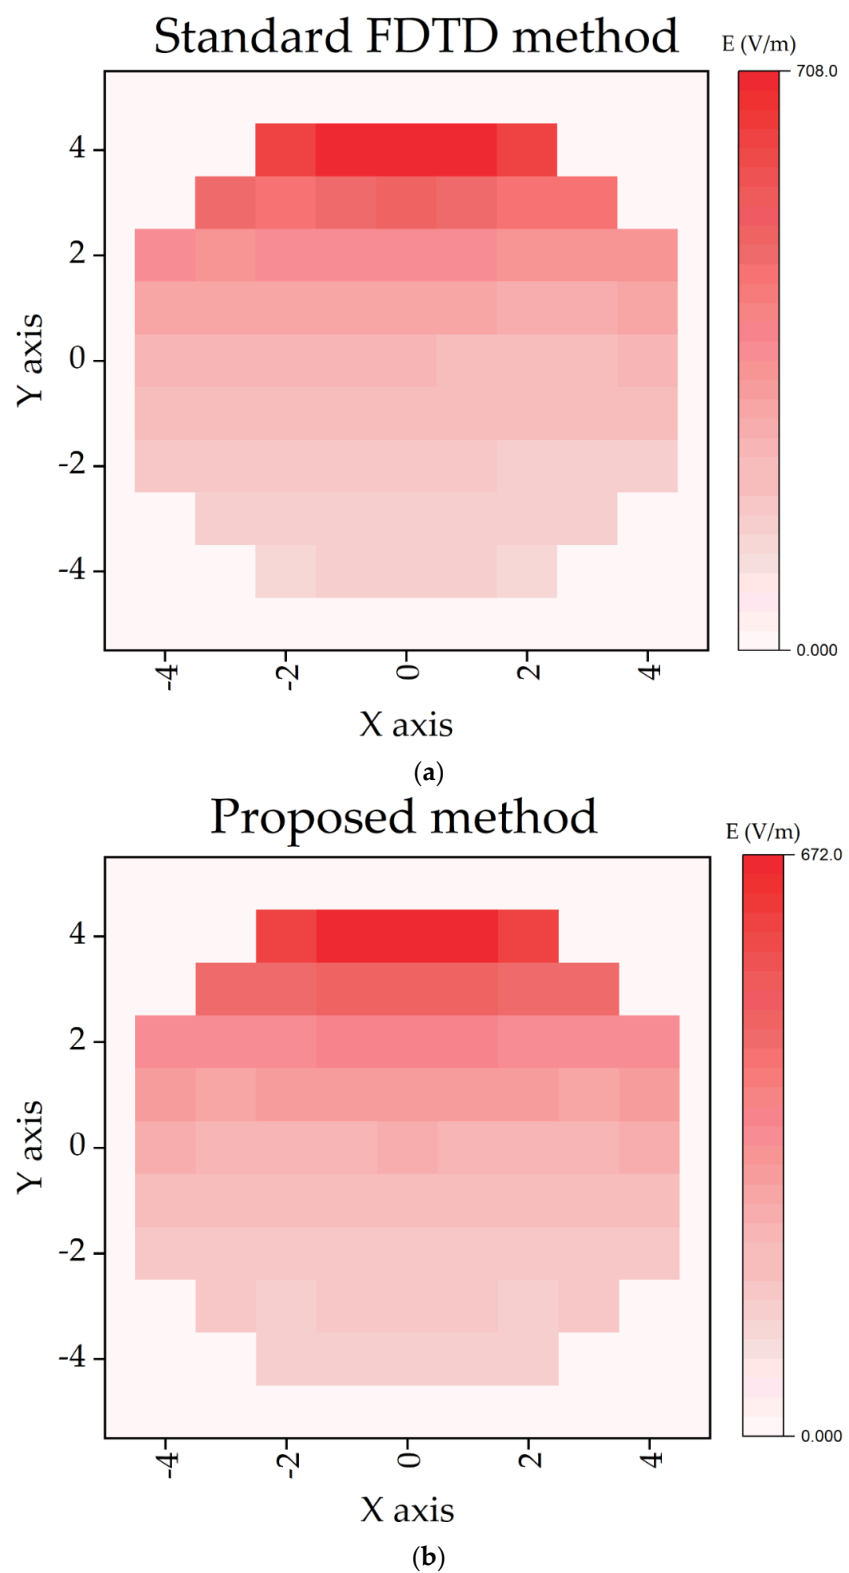 Standard FDTD method
E (V/m)
708.0
4
2
0
-2
-4
Y axis
0.000
-4
-2
0
2
4
X axis
(a)
Proposed method
E (V/m)
672.0
4
2
0
-2
-4
Y axis
0.000
-4
-2
0
2
4
X axis
(b)